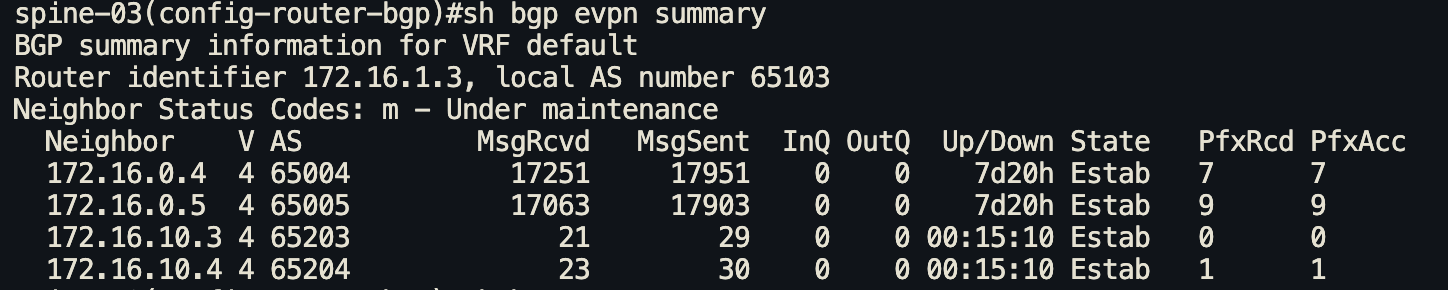 spine-03(config-router-bgp)#sh bgp evpn summary
BGP summary information for VRF default
Router identifier 172.16.1.3, local AS number 65103
Neighbor Status Codes: m - Under maintenance
  Neighbor    V AS           MsgRcvd   MsgSent  InQ OutQ  Up/Down State   PfxRcd PfxAcc
  172.16.0.4  4 65004          17251     17951    0    0    7d20h Estab   7      7
  172.16.0.5  4 65005          17063     17903    0    0    7d20h Estab   9      9
  172.16.10.3 4 65203             21        29    0    0 00:15:10 Estab   0      0
  172.16.10.4 4 65204             23        30    0    0 00:15:10 Estab   1      1